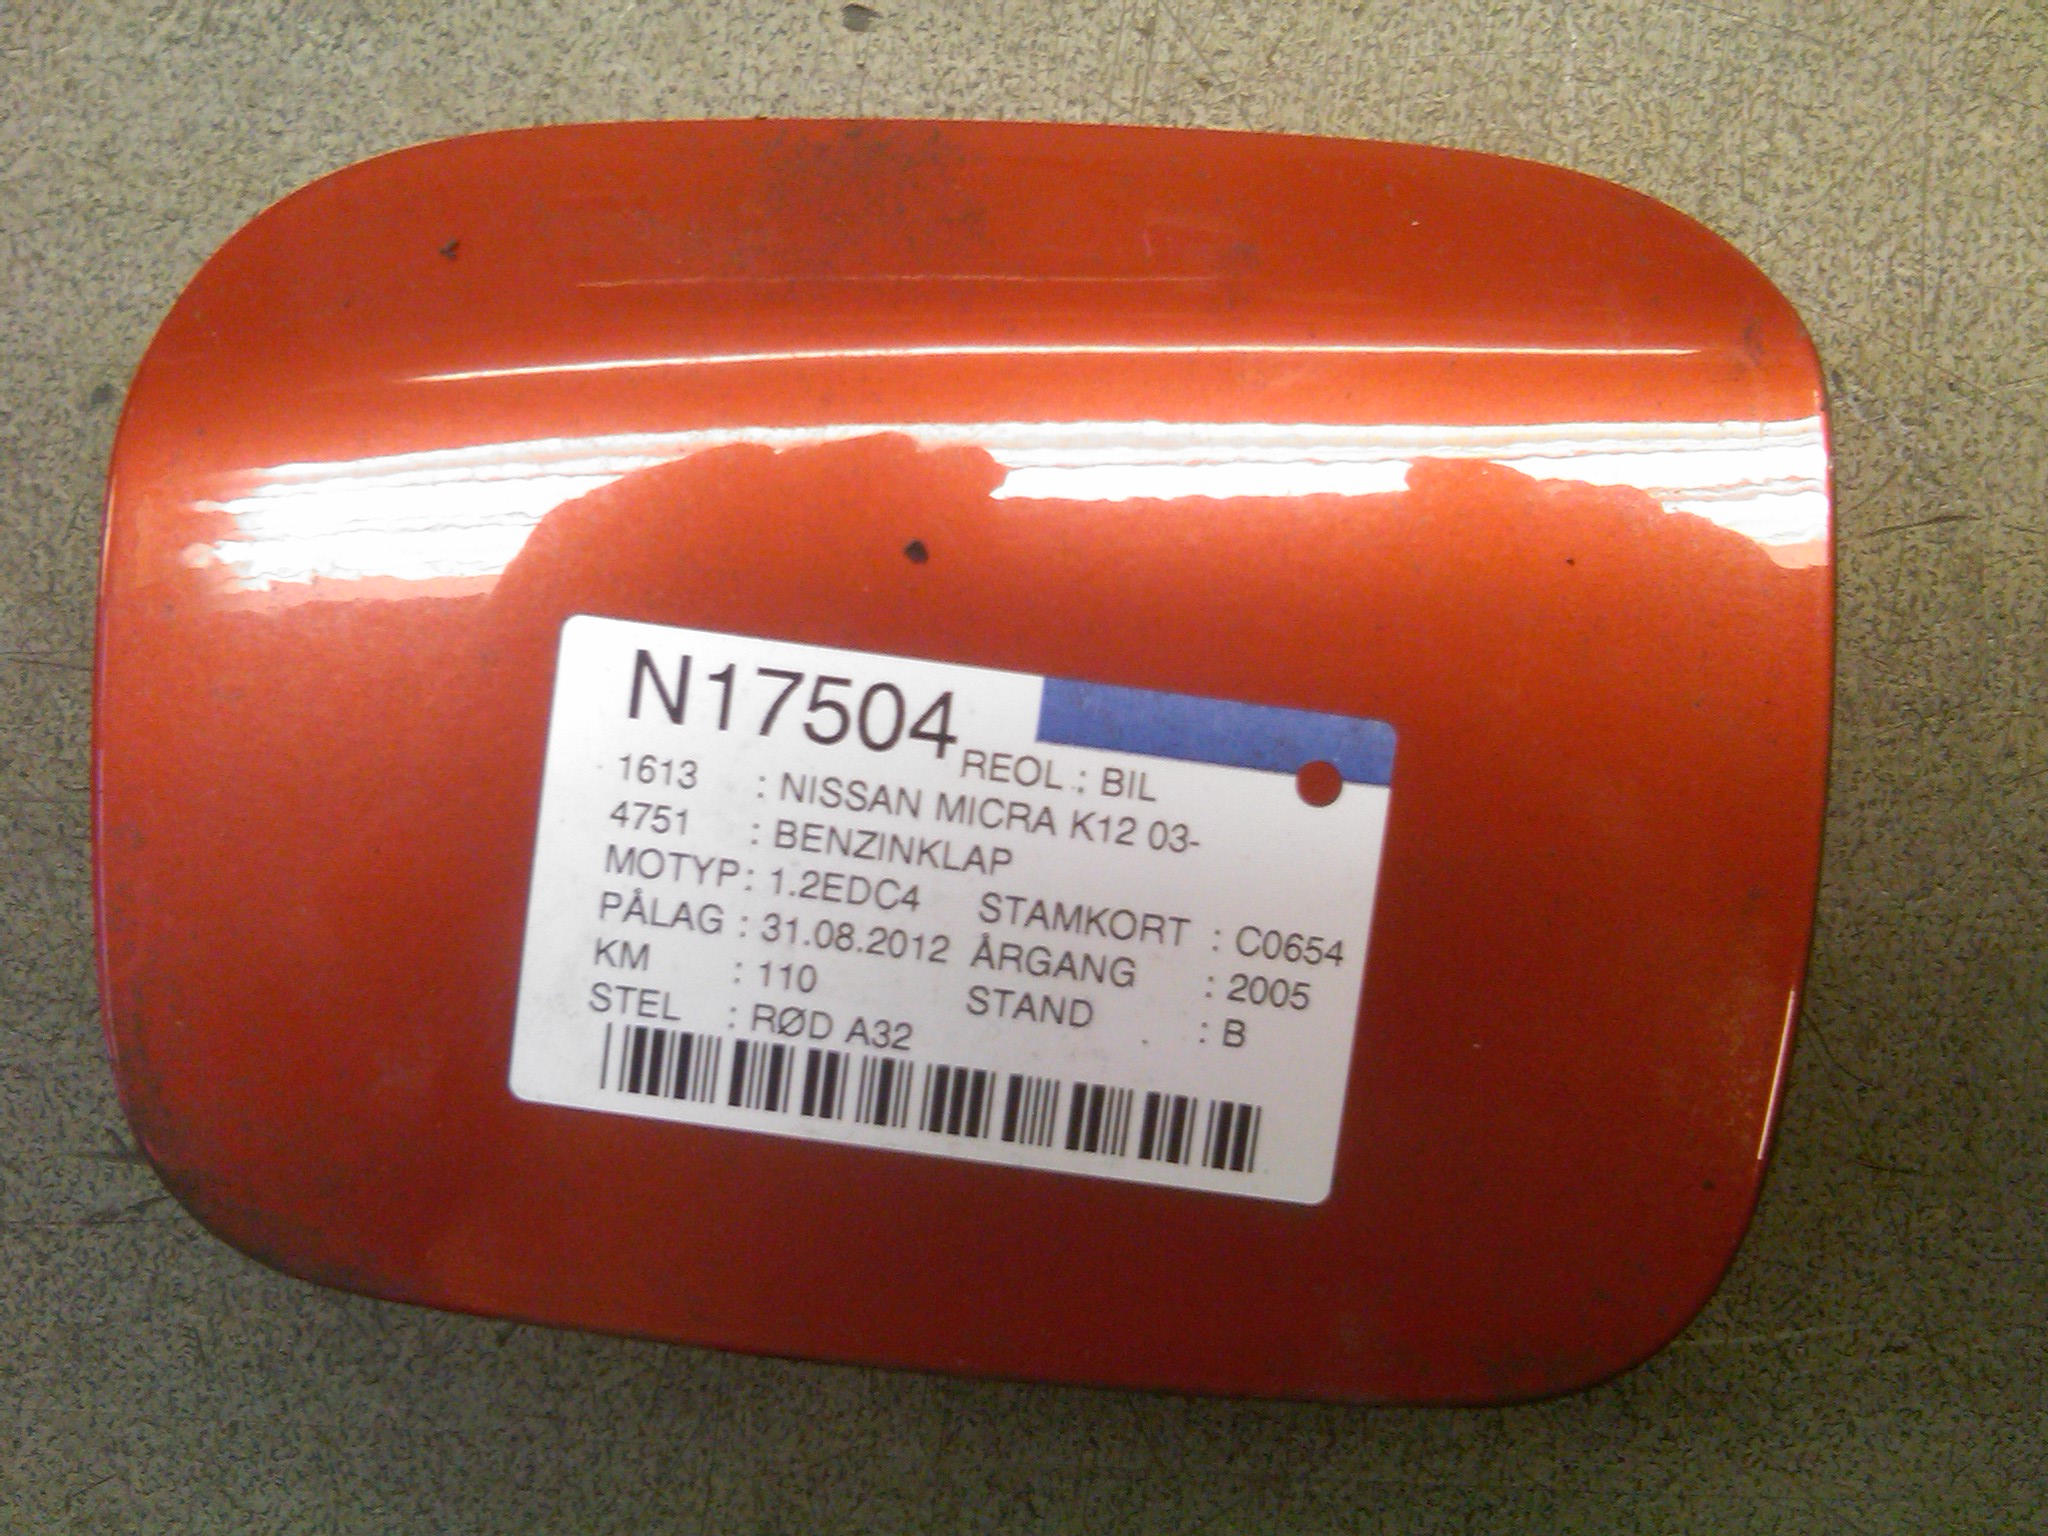 N17504 REOL : BIL
1613 : NISSAN MICRA K12 03-
4751 : BENZINKLAP
MOTYP : 1.2EDC4 STAMKORT : C0654
PÅLAG : 31.08.2012 ÅRGANG : 2005
KM : 110 STAND : B
STEL : RØD A32